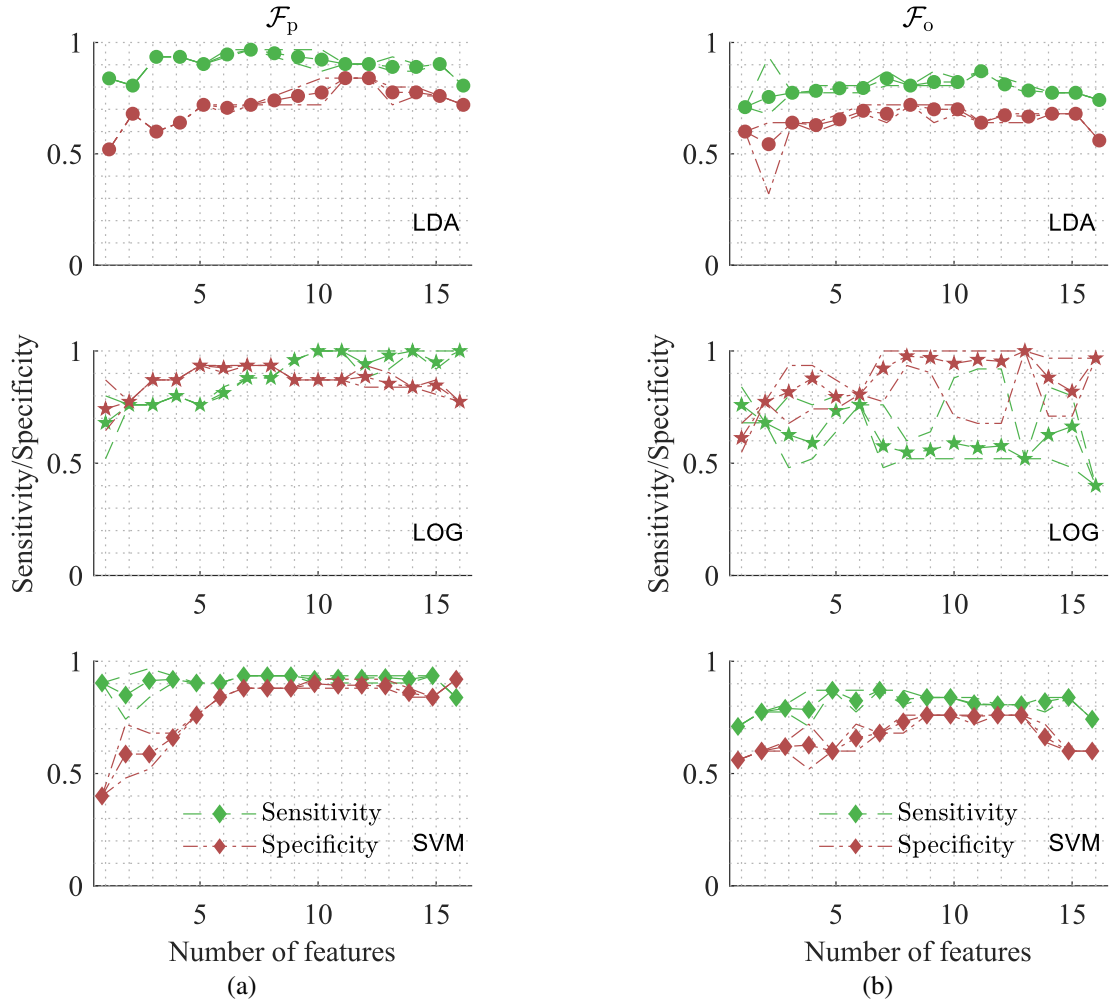 𝓕p
1
0.5
0
LDA
5 10 15
𝓕o
1
0.5
0
LDA
5 10 15
Sensitivity/Specificity
1
0.5
0
LOG
5 10 15
Sensitivity/Specificity
1
0.5
0
LOG
5 10 15
1
0.5
0
Sensitivity
Specificity
SVM
5 10 15
Number of features
(a)
1
0.5
0
Sensitivity
Specificity
SVM
5 10 15
Number of features
(b)